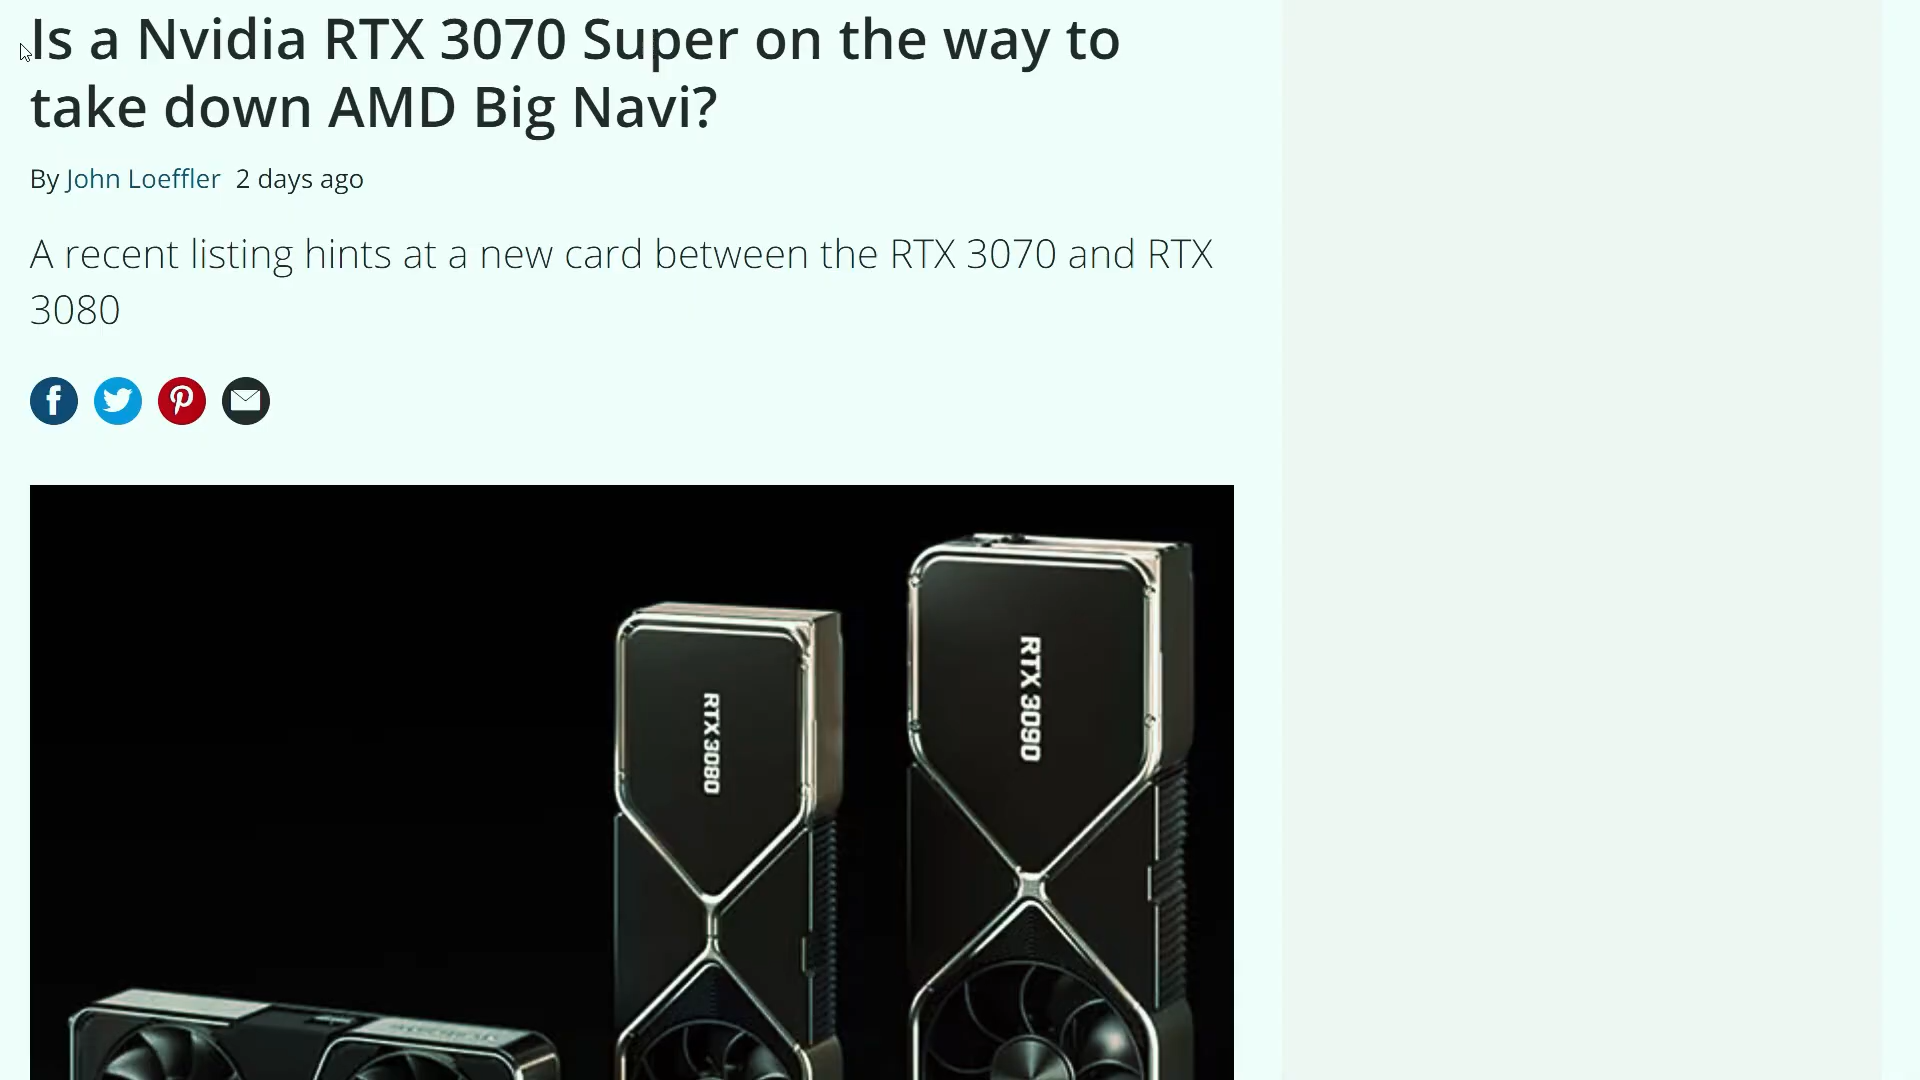 Is a Nvidia RTX 3070 Super on the way to
take down AMD Big Navi?
By John Loeffler 2 days ago
A recent listing hints at a new card between the RTX 3070 and RTX
3080
RTX 3080
RTX 3090